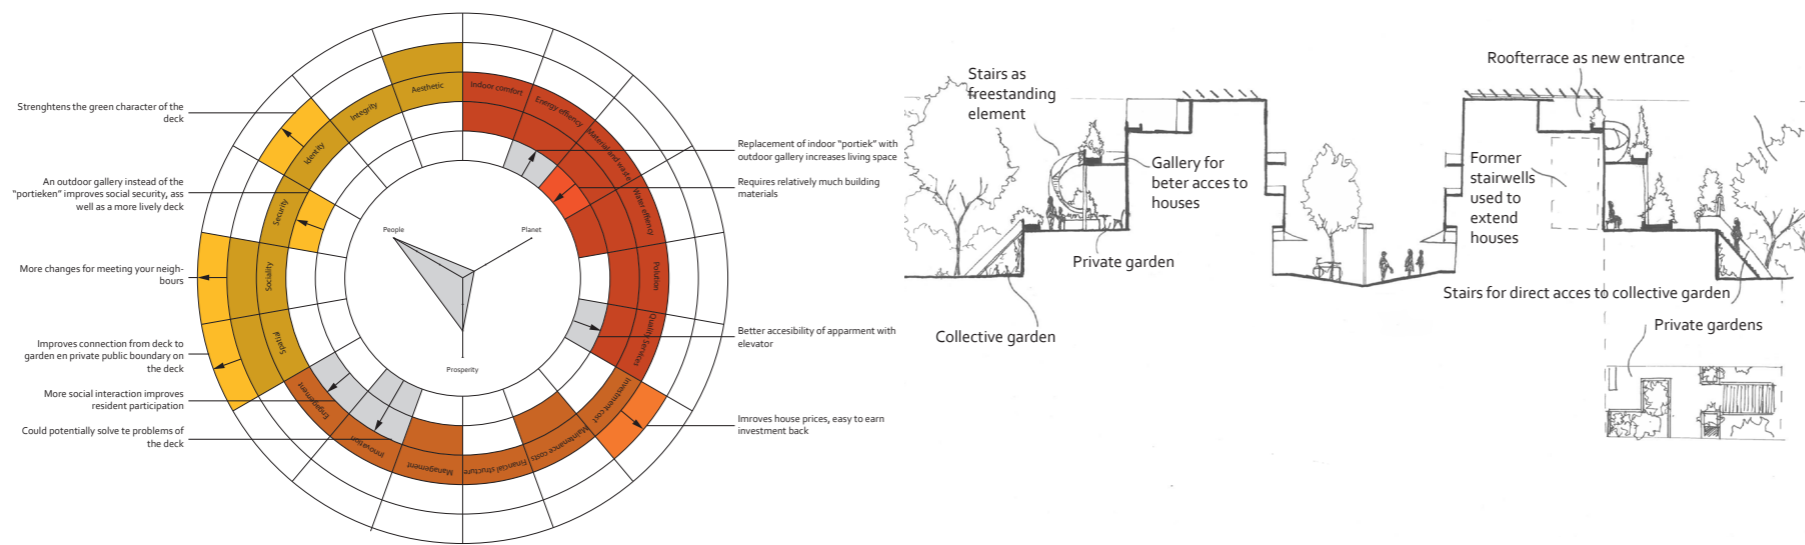 Strenghtens the green character of the
deck
An outdoor gallery instead of the
“portieken” improves social security, ass
well as a more lively deck
More changes for meeting your neigh-
bours
Improves connection from deck to
garden en private public boundary on
the deck
More social interaction improves
resident participation
Could potentially solve te problems of
the deck
Aesthetic
Integrity
Identity
Security
Sociality
Spatial
Engagement
Innovation
Management
Financial structure
Maintenance costs
Investment cost
Quality Services
Polution
Water effiency
Material and waste
Energy effiency
Indoor comfort
People
Planet
Prosperity
Replacement of indoor “portiek” with
outdoor gallery increases living space
Requires relatively much building
materials
Better accesibility of apparment with
elevator
Imroves house prices, easy to earn
investment back
Stairs as
freestanding
element
Gallery for
beter acces to
houses
Private garden
Collective garden
Roofterrace as new entrance
Former
stairwells
used to
extend
houses
Stairs for direct acces to collective garden
Private gardens